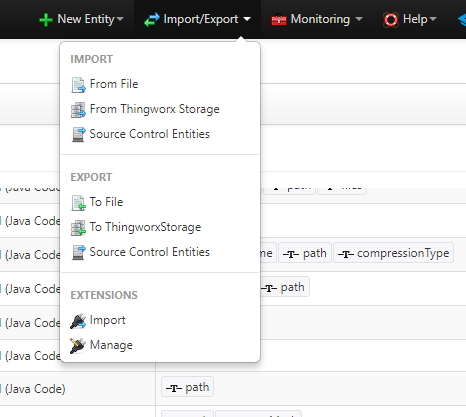 New Entity Import/Export Monitoring Help
IMPORT
From File
From Thingworx Storage
Source Control Entities
EXPORT
path files
(Java Code)
To File
(Java Code)
To ThingworxStorage
Source Control Entities
(Java Code) me path compressionType
EXTENSIONS
(Java Code) path
Import
(Java Code)
Manage
(Java Code)
(Java Code) path